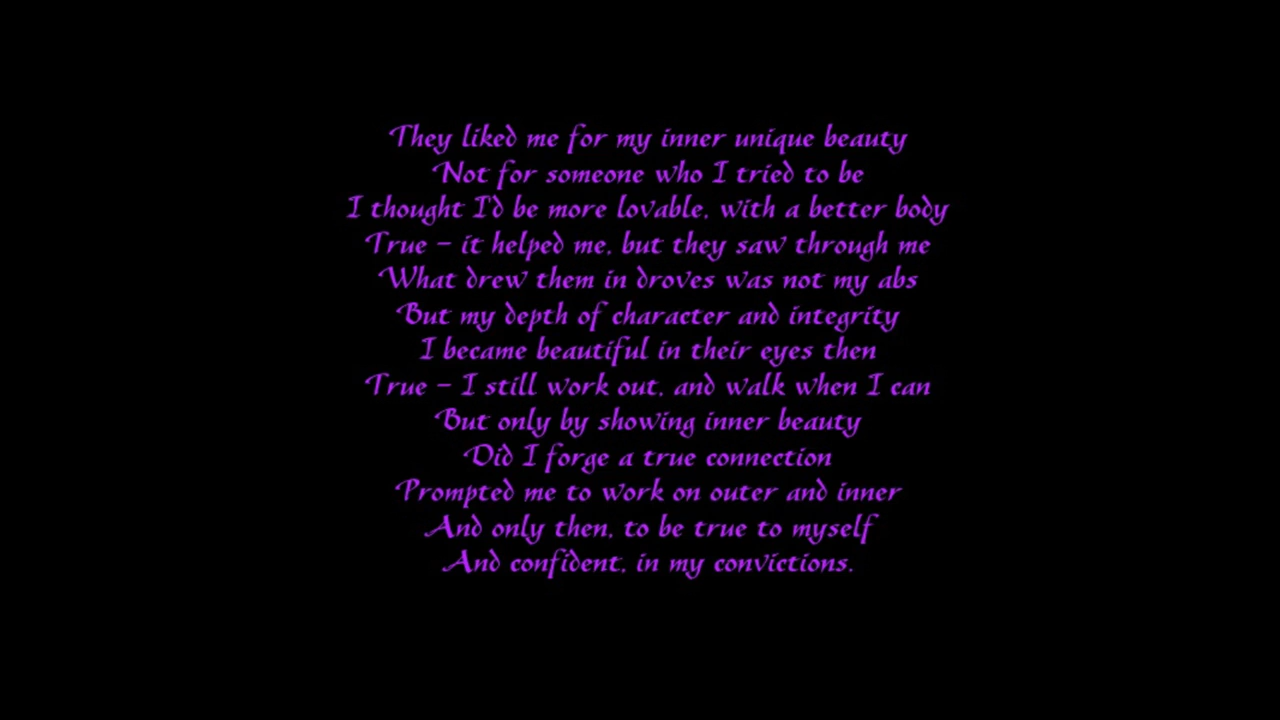 They liked me for my inner unique beauty
Not for someone who I tried to be
I thought I'd be more lovable, with a better body
True – it helped me, but they saw through me
What drew them in droves was not my abs
But my depth of character and integrity
I became beautiful in their eyes then
True – I still work out, and walk when I can
But only by showing inner beauty
Did I forge a true connection
Prompted me to work on outer and inner
And only then, to be true to myself
And confident, in my convictions.